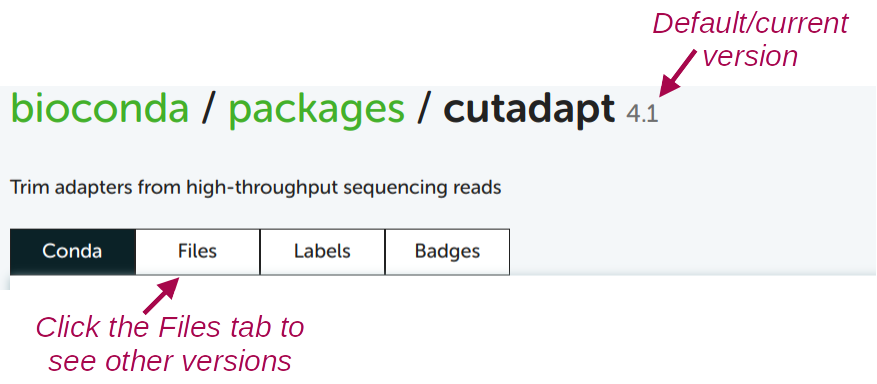 Default/current
version
bioconda / packages / cutadapt 4.1
Trim adapters from high-throughput sequencing reads
Conda Files Labels Badges
Click the Files tab to
see other versions